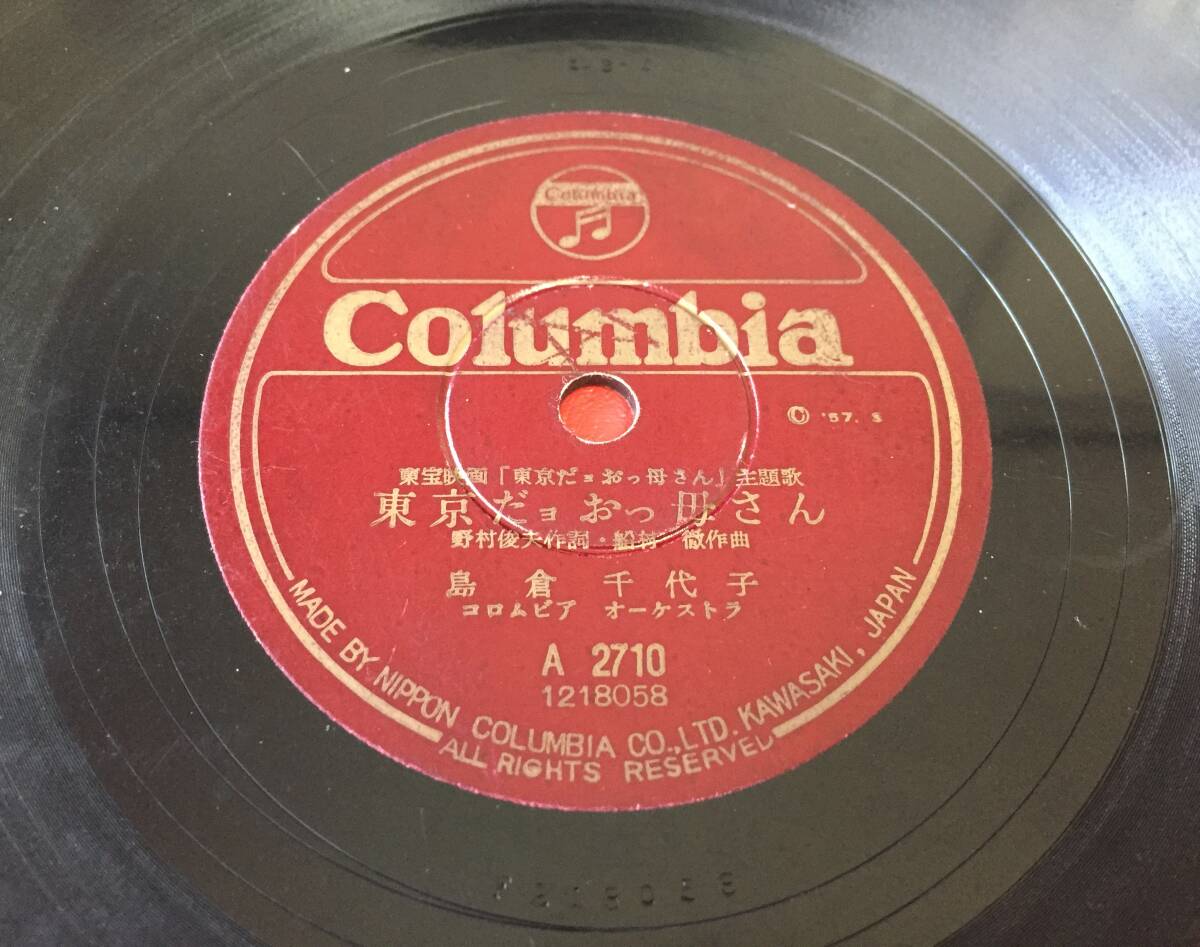 Columbia
Columbia
Ⓒ '57. S
東宝映画「東京だョおっ母さん」主題歌
東京だョおっ母さん
野村俊夫作詞・船村 徹作曲
島倉千代子
コロムビア オーケストラ
A 2710
1218058
MADE BY NIPPON COLUMBIA CO.,LTD. KAWASAKI, JAPAN
ALL RIGHTS RESERVED
1218058